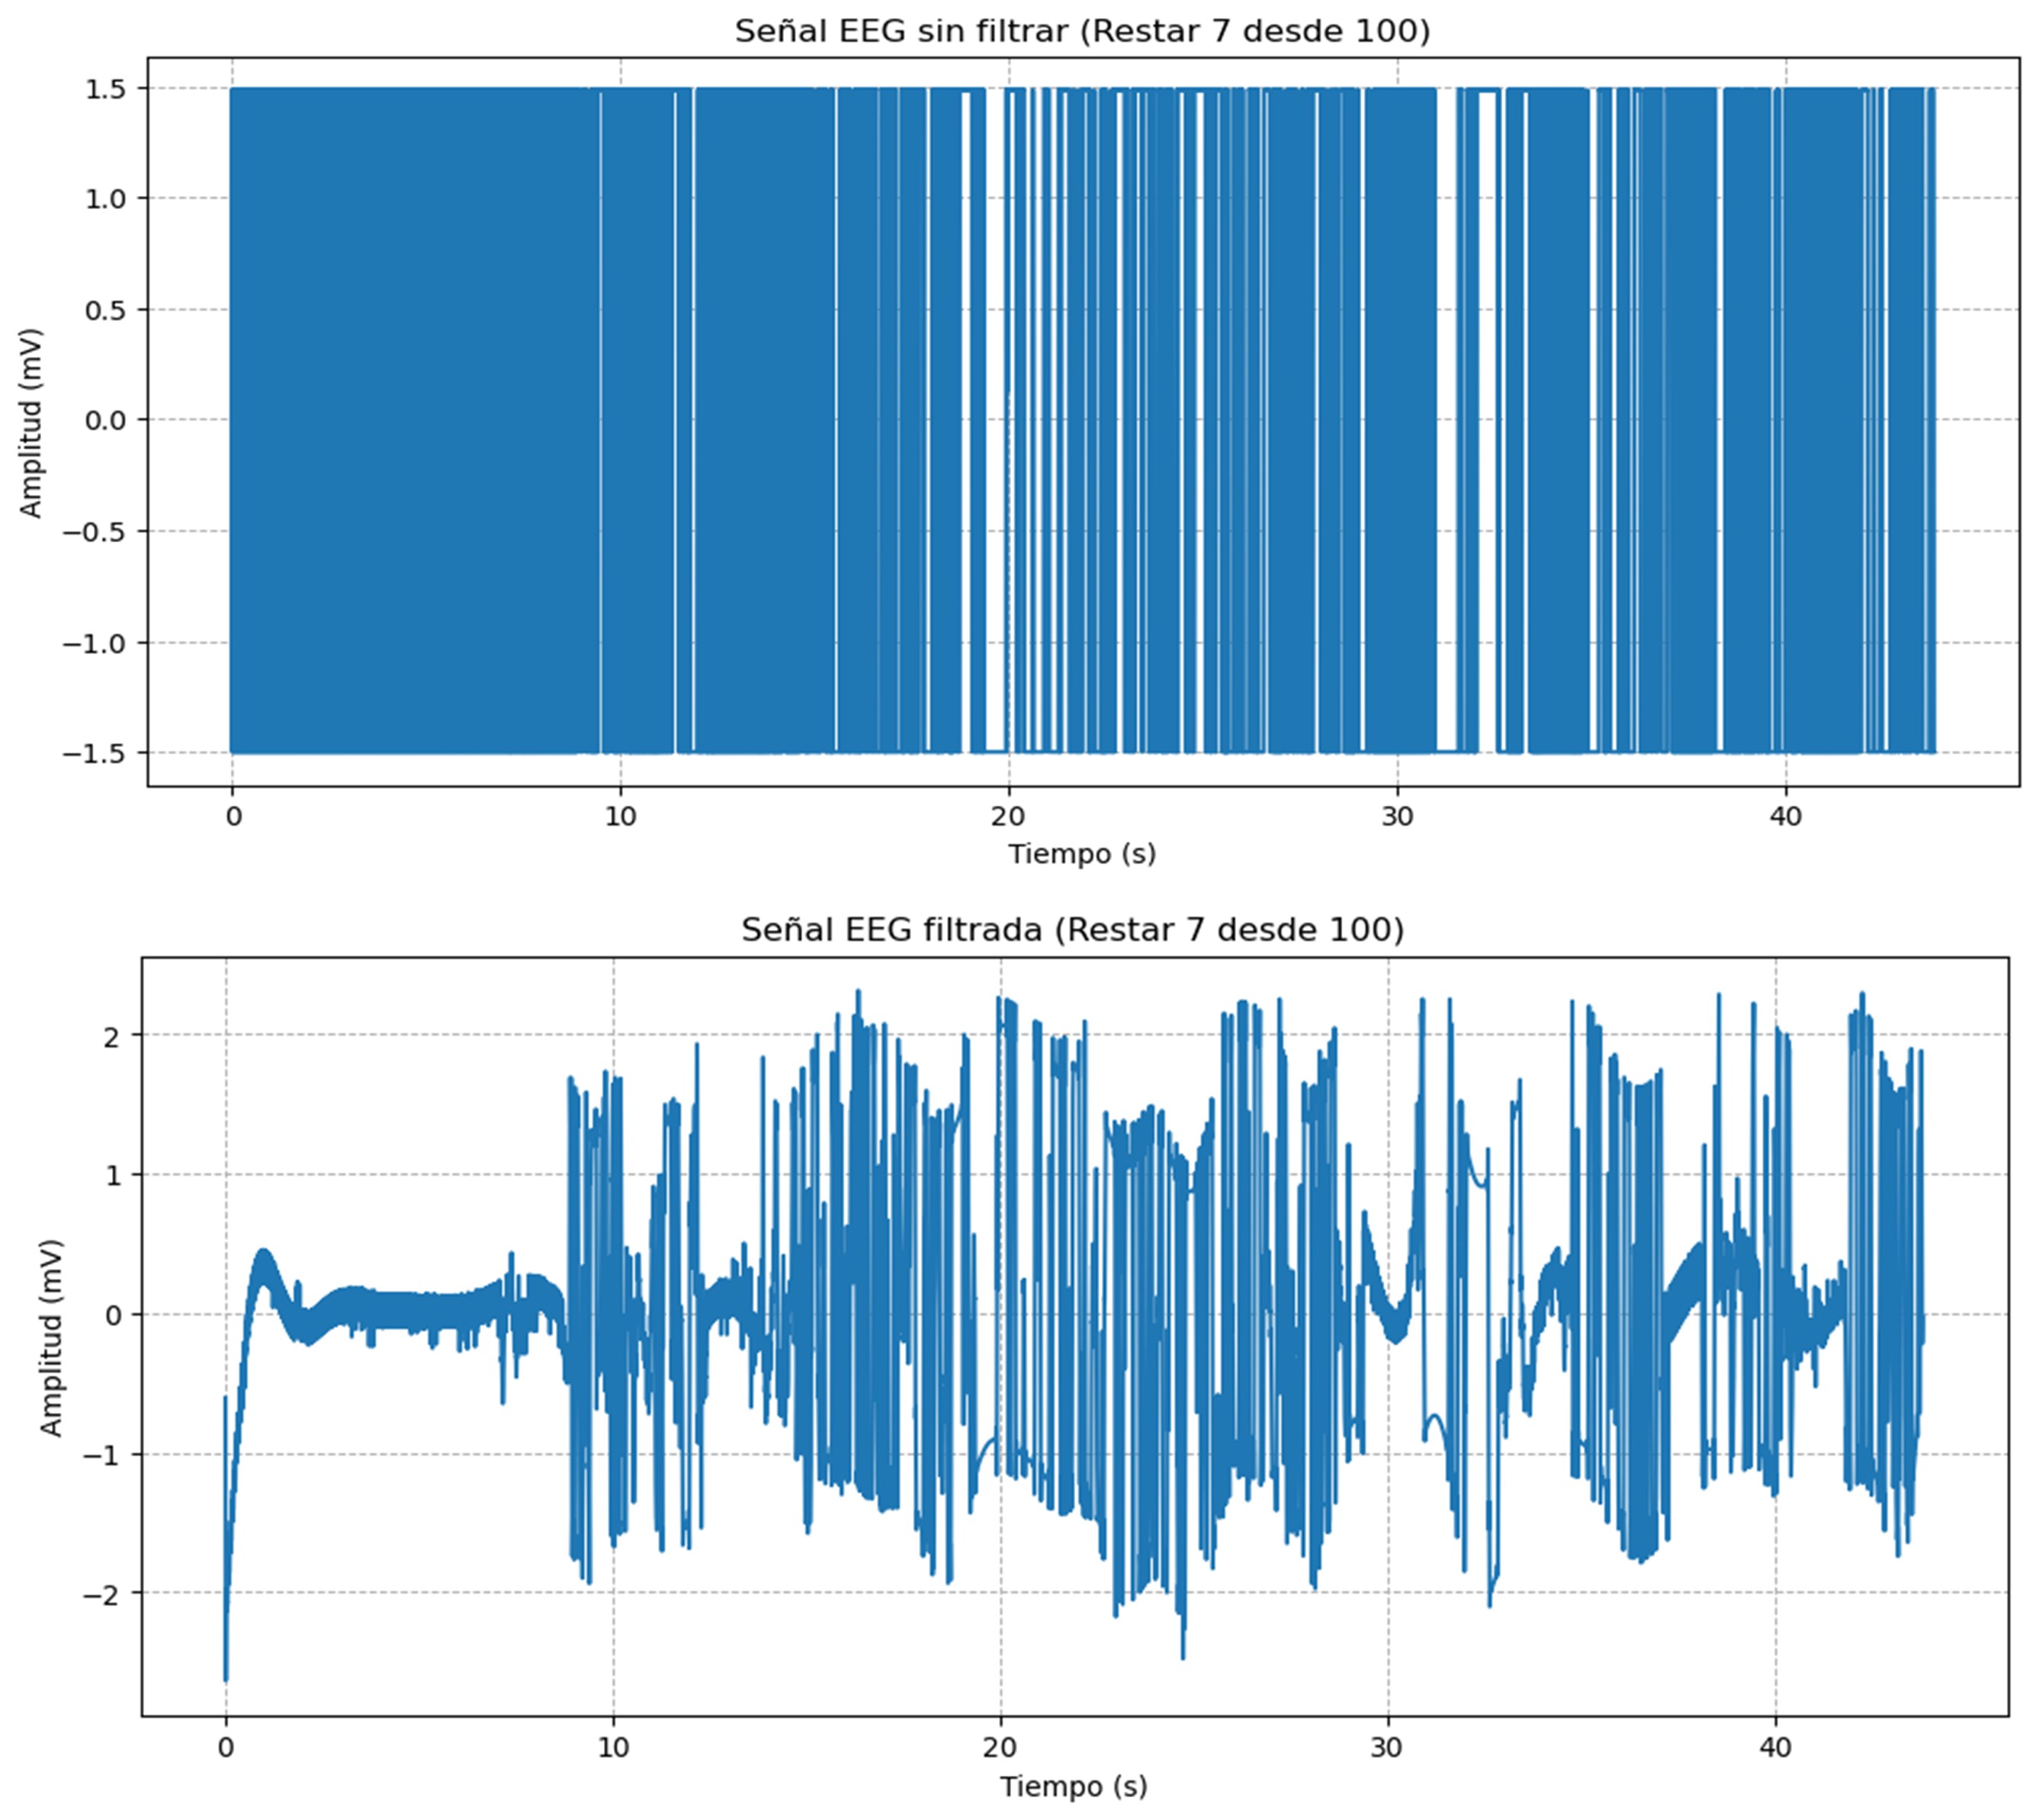 Señal EEG sin filtrar (Restar 7 desde 100)
1.5
1.0
0.5
0.0
−0.5
−1.0
−1.5
Amplitud (mV)
0 10 20 30 40
Tiempo (s)
Señal EEG filtrada (Restar 7 desde 100)
2
1
0
−1
−2
Amplitud (mV)
0 10 20 30 40
Tiempo (s)